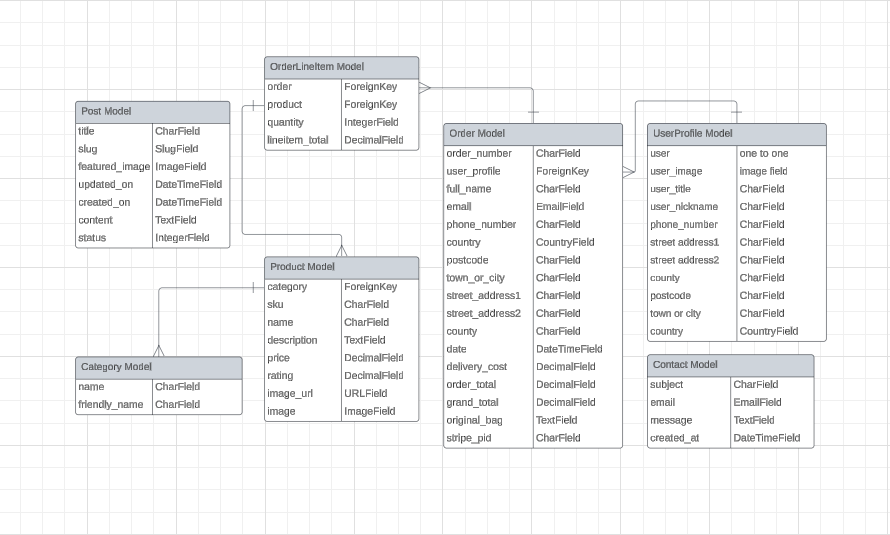 OrderLineItem Model
order ForeignKey
product ForeignKey
quantity IntegerField
lineitem_total DecimalField
Post Model
title CharField
slug SlugField
featured_image ImageField
updated_on DateTimeField
created_on DateTimeField
content TextField
status IntegerField
Order Model
order_number CharField
user_profile ForeignKey
full_name CharField
email EmailField
phone_number CharField
country CountryField
postcode CharField
town_or_city CharField
street_address1 CharField
street_address2 CharField
county CharField
date DateTimeField
delivery_cost DecimalField
order_total DecimalField
grand_total DecimalField
original_bag TextField
stripe_pid CharField
UserProfile Model
user one to one
user_image image field
user_title CharField
user_nickname CharField
phone_number CharField
street address1 CharField
street address2 CharField
county CharField
postcode CharField
town or city CharField
country CountryField
Product Model
category ForeignKey
sku CharField
name CharField
description TextField
price DecimalField
rating DecimalField
image_url URLField
image ImageField
Category Model
name CharField
friendly_name CharField
Contact Model
subject CharField
email EmailField
message TextField
created_at DateTimeField